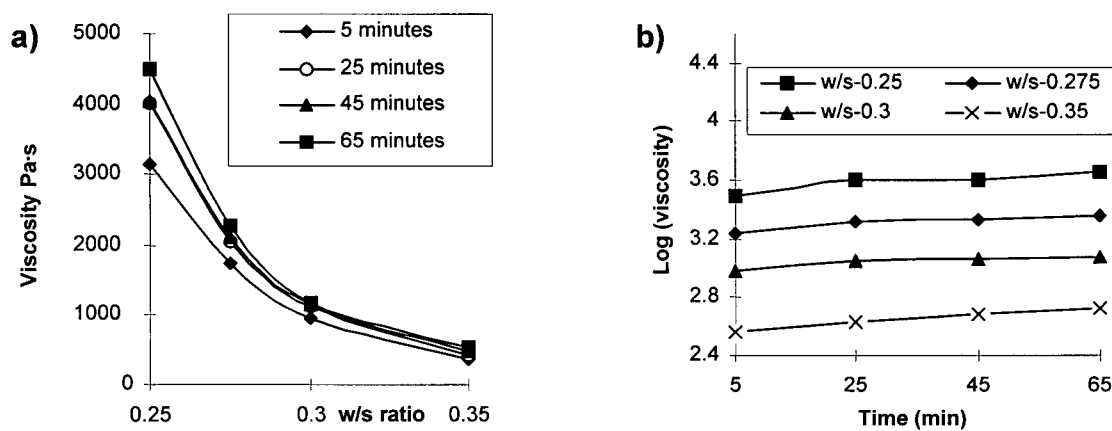 a)
5000
4000
3000
2000
1000
0
Viscosity Pa·s
0.25
0.3
w/s ratio
0.35
5 minutes
25 minutes
45 minutes
65 minutes
b)
4.4
4
3.6
3.2
2.8
2.4
Log (viscosity)
w/s-0.25
w/s-0.275
w/s-0.3
w/s-0.35
5
25
45
65
Time (min)